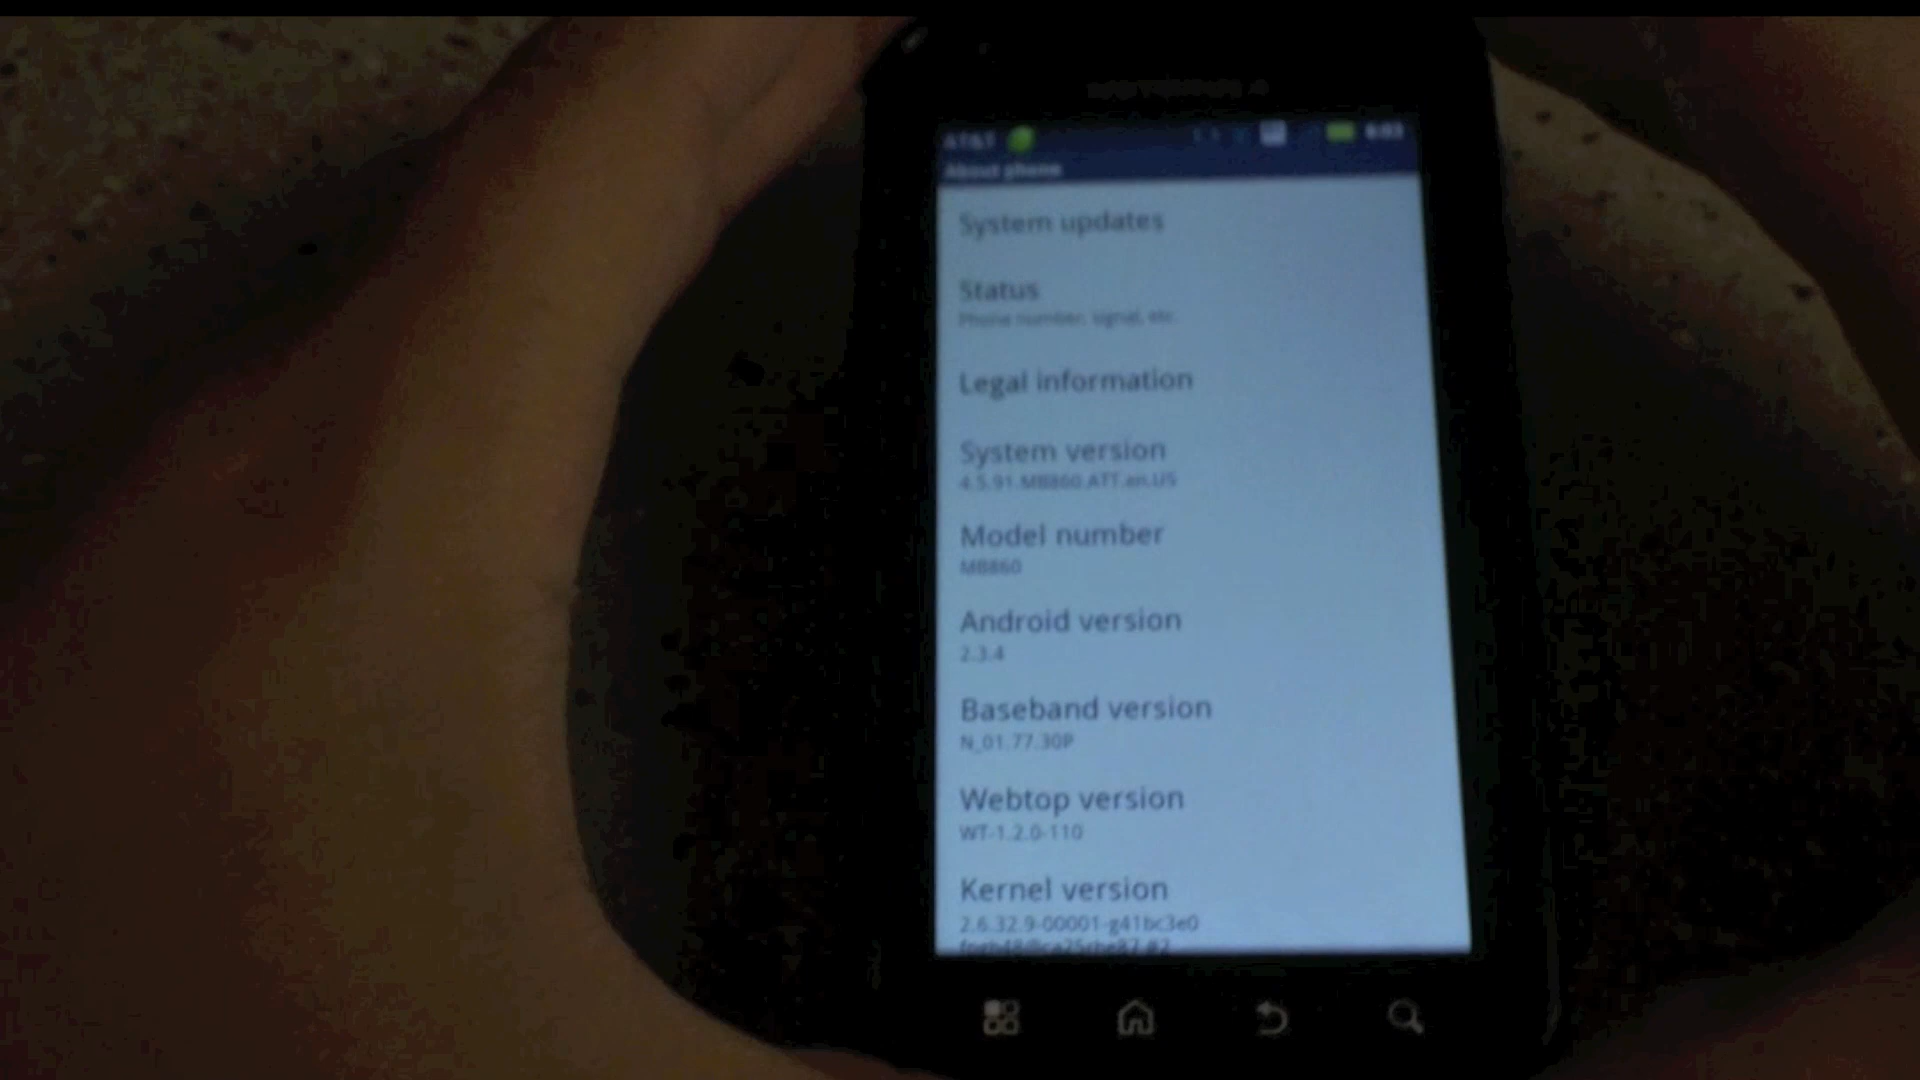 AT&T 6:03
About phone
System updates
Status
Phone number, signal, etc.
Legal information
System version
4.5.91.MB860.ATT.en.US
Model number
MB860
Android version
2.3.4
Baseband version
N_01.77.30P
Webtop version
WT-1.2.0-110
Kernel version
2.6.32.9-00001-g41bc3e0